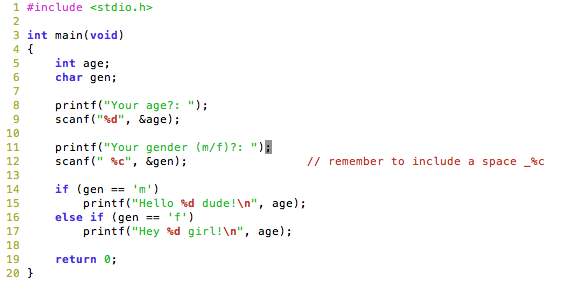 1 #include <stdio.h>
2
3 int main(void)
4 {
5     int age;
6     char gen;
7
8     printf("Your age?: ");
9     scanf("%d", &age);
10
11     printf("Your gender (m/f)?: ");
12     scanf(" %c", &gen);                  // remember to include a space _%c
13
14     if (gen == 'm')
15         printf("Hello %d dude!\n", age);
16     else if (gen == 'f')
17         printf("Hey %d girl!\n", age);
18
19     return 0;
20 }